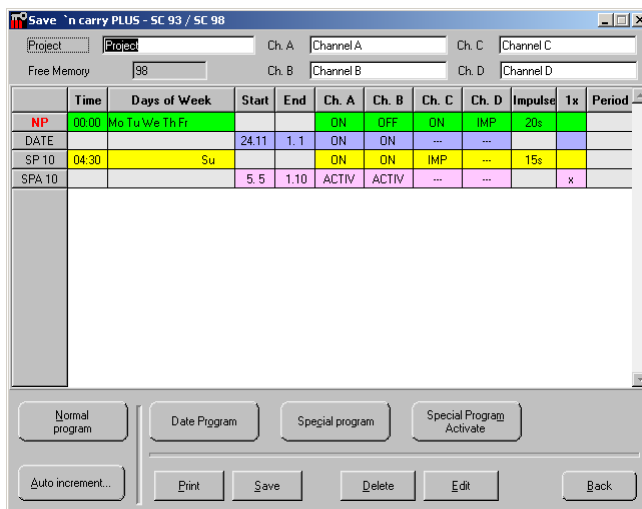 Save `n carry PLUS - SC 93 / SC 98
Project Project Ch. A Channel A Ch. C Channel C
Free Memory 98 Ch. B Channel B Ch. D Channel D
Time Days of Week Start End Ch. A Ch. B Ch. C Ch. D Impulse 1x Period
NP 00:00 Mo Tu We Th Fr ON OFF ON IMP 20s
DATE 24.11 1. 1 ON ON --- ---
SP 10 04:30 Su ON ON IMP --- 15s
SPA 10 5. 5 1.10 ACTIV ACTIV --- --- x
Normal program Date Program Special program Special Program Activate
Auto increment... Print Save Delete Edit Back